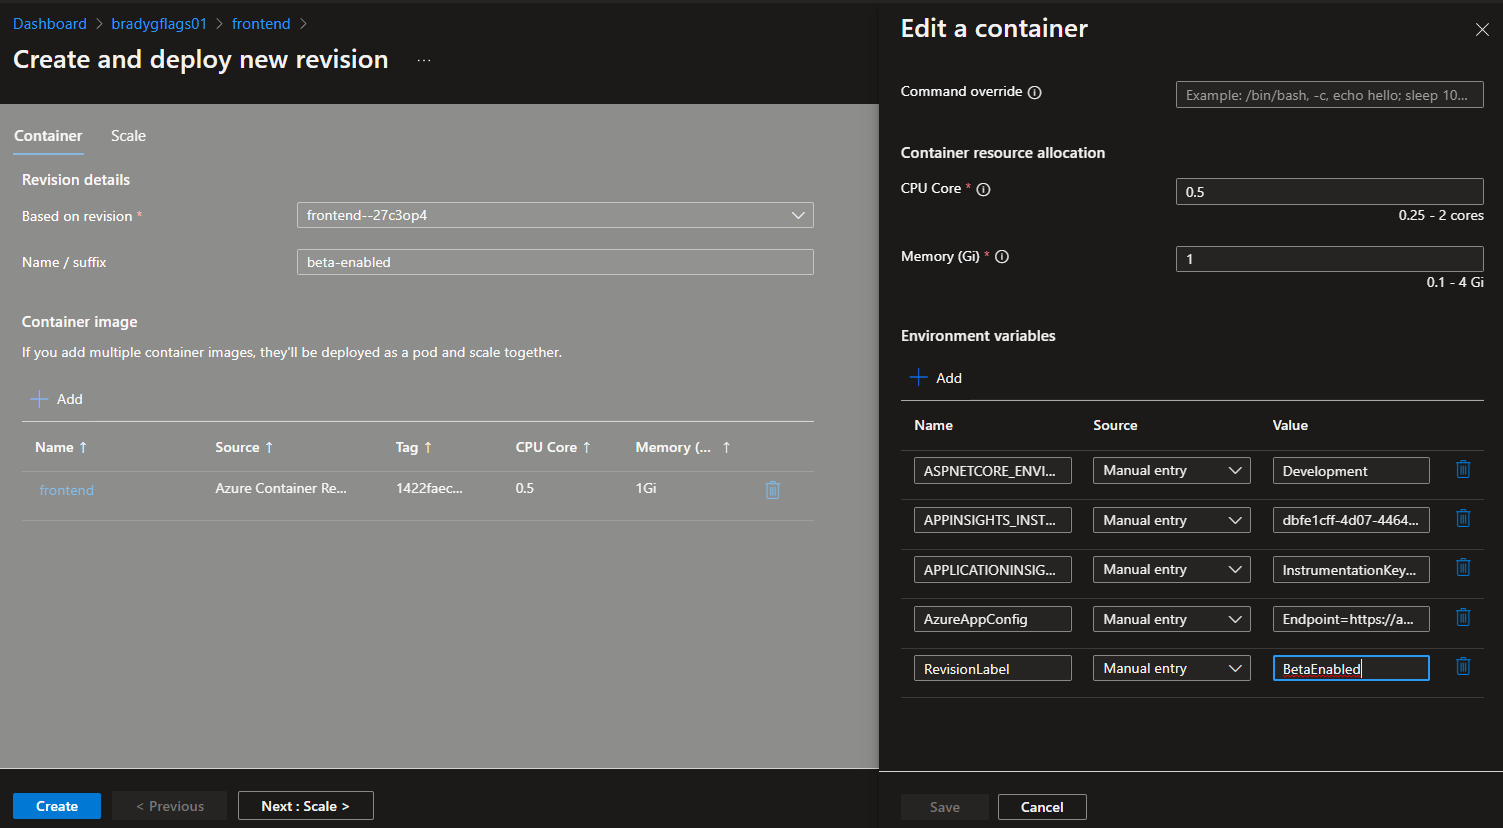 Dashboard > bradygflags01 > frontend >
Create and deploy new revision ...
Container Scale
Revision details
Based on revision *
frontend--27c3op4
Name / suffix
beta-enabled
Container image
If you add multiple container images, they'll be deployed as a pod and scale together.
+ Add
Name ↑ Source ↑ Tag ↑ CPU Core ↑ Memory (... ↑
frontend Azure Container Re... 1422faec... 0.5 1Gi
Create
< Previous
Next : Scale >
Edit a container
Command override
Example: /bin/bash, -c, echo hello; sleep 10...
Container resource allocation
CPU Core *
0.5
0.25 - 2 cores
Memory (Gi) *
1
0.1 - 4 Gi
Environment variables
+ Add
Name Source Value
ASPNETCORE_ENVI... Manual entry Development
APPINSIGHTS_INST... Manual entry dbfe1cff-4d07-4464...
APPLICATIONINSIG... Manual entry InstrumentationKey...
AzureAppConfig Manual entry Endpoint=https://a...
RevisionLabel Manual entry BetaEnabled
Save
Cancel